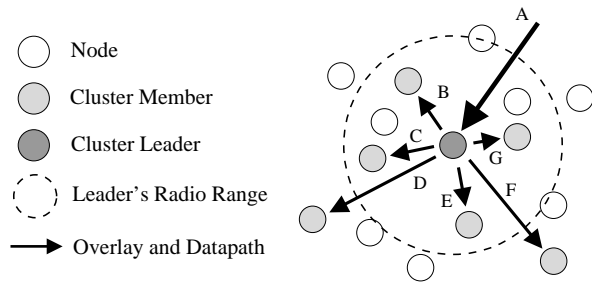 Node
Cluster Member
Cluster Leader
Leader's Radio Range
Overlay and Datapath
A
B
C
G
D
E
F